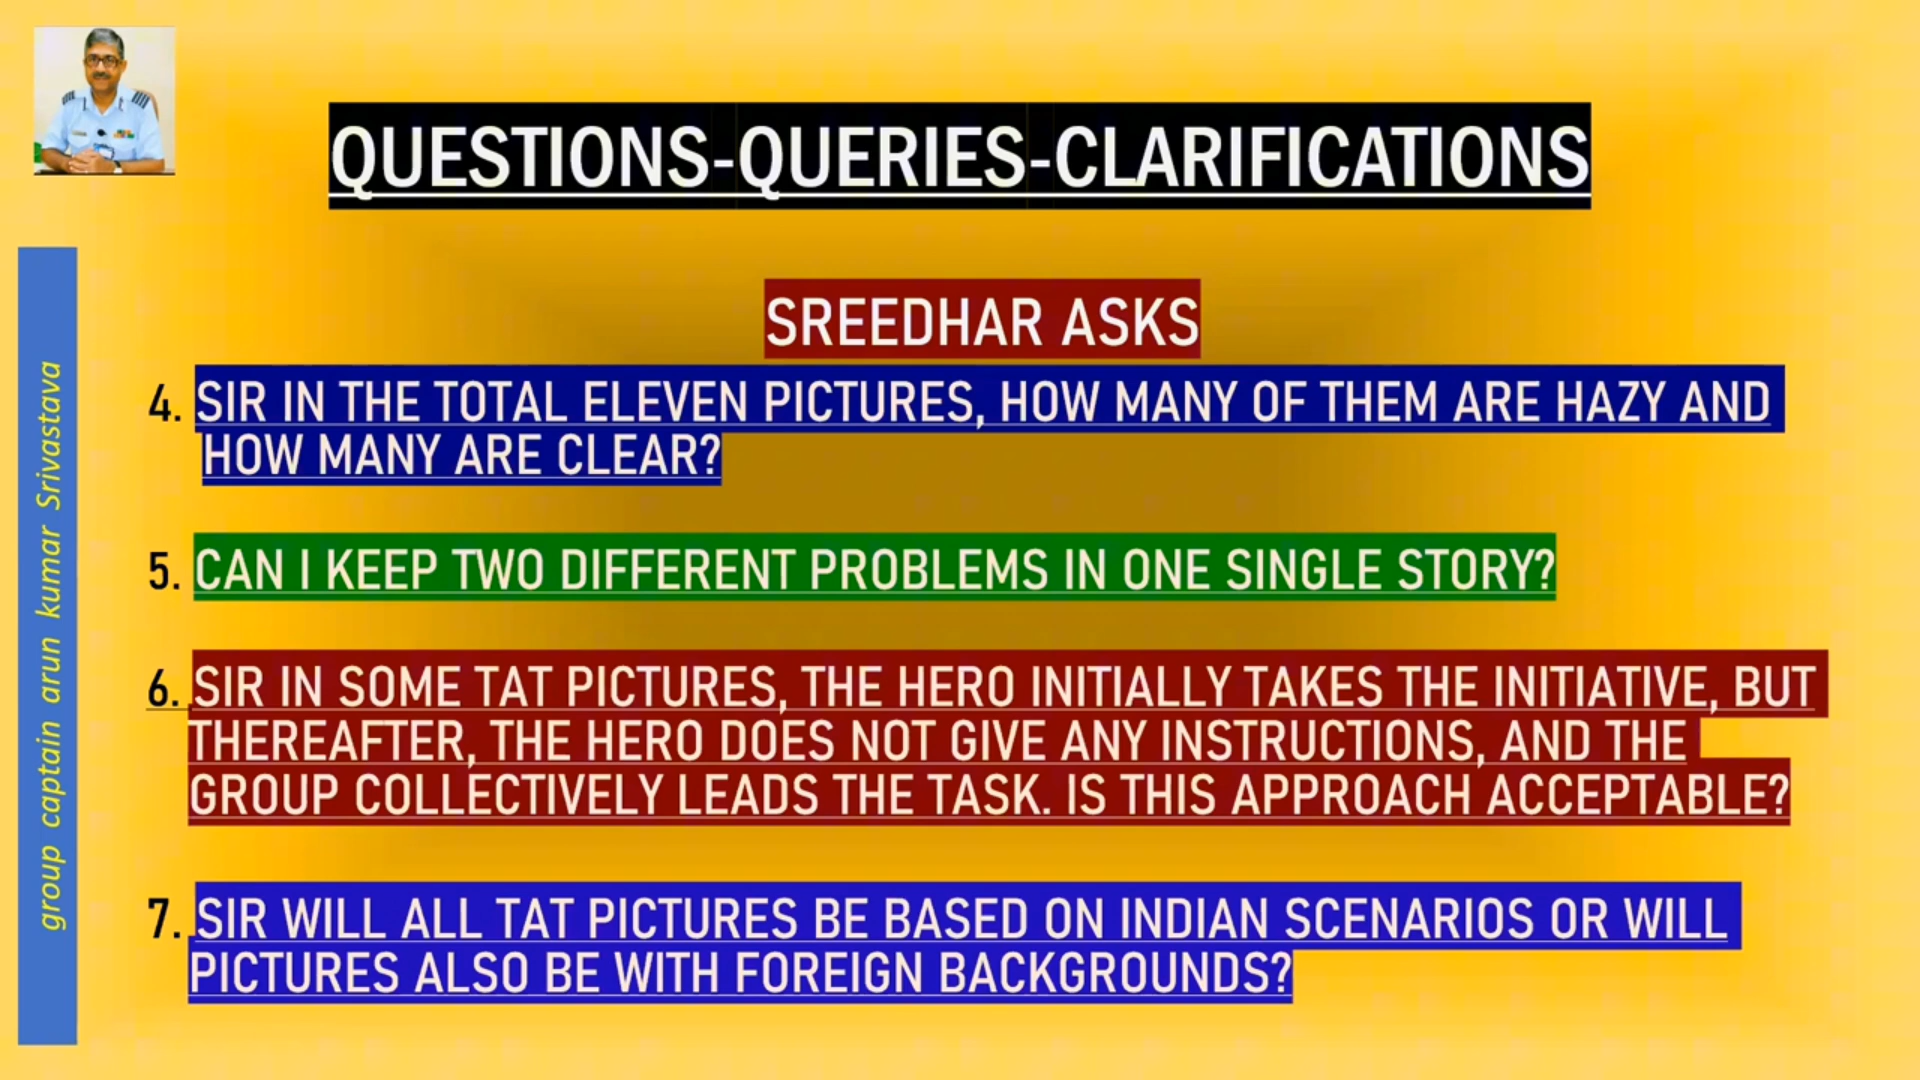 QUESTIONS-QUERIES-CLARIFICATIONS
SREEDHAR ASKS
4. SIR IN THE TOTAL ELEVEN PICTURES, HOW MANY OF THEM ARE HAZY AND
HOW MANY ARE CLEAR?
5. CAN I KEEP TWO DIFFERENT PROBLEMS IN ONE SINGLE STORY?
6. SIR IN SOME TAT PICTURES, THE HERO INITIALLY TAKES THE INITIATIVE, BUT
THEREAFTER, THE HERO DOES NOT GIVE ANY INSTRUCTIONS, AND THE
GROUP COLLECTIVELY LEADS THE TASK. IS THIS APPROACH ACCEPTABLE?
7. SIR WILL ALL TAT PICTURES BE BASED ON INDIAN SCENARIOS OR WILL
PICTURES ALSO BE WITH FOREIGN BACKGROUNDS?
group captain arun kumar Srivastava